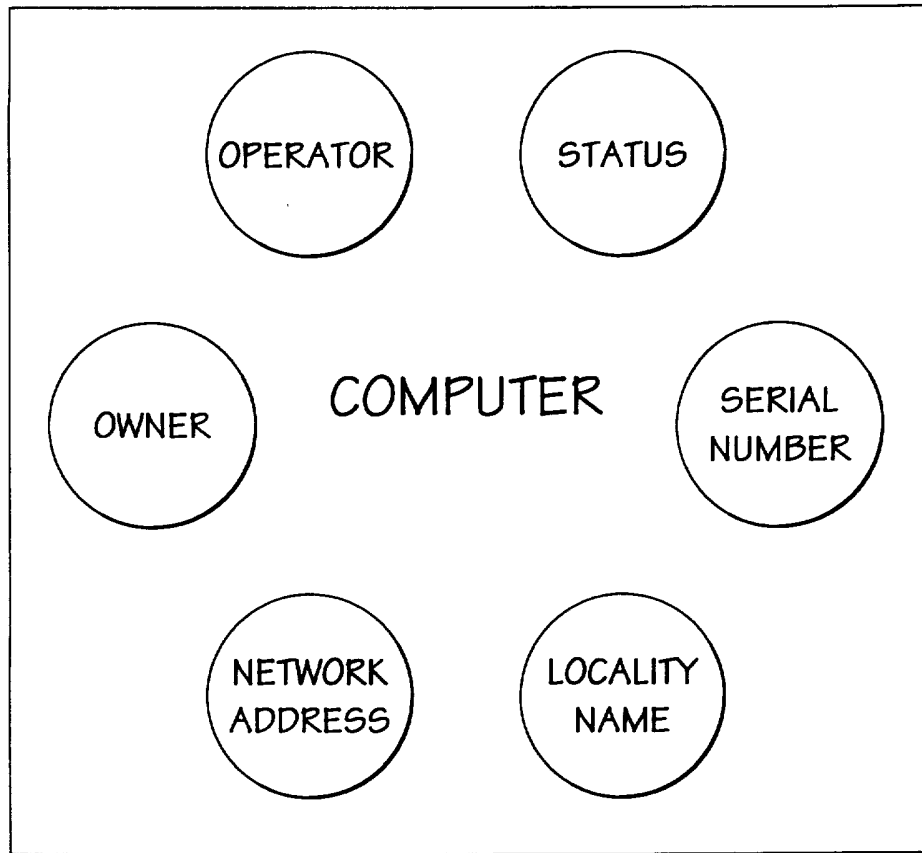 OPERATOR
STATUS
OWNER
COMPUTER
SERIAL
NUMBER
NETWORK
ADDRESS
LOCALITY
NAME